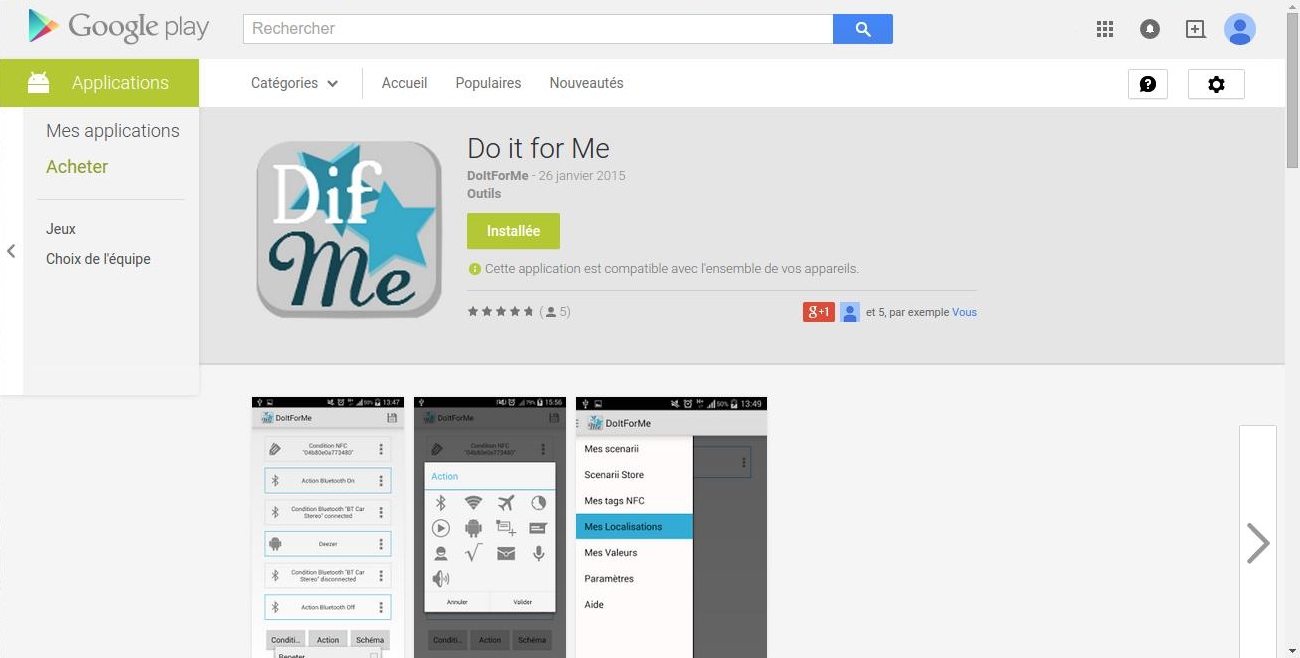 Google play
Rechercher
Applications
Catégories
Accueil
Populaires
Nouveautés
Mes applications
Acheter
Jeux
Choix de l'équipe
Dif
Me
Do it for Me
DoItForMe - 26 janvier 2015
Outils
Installée
Cette application est compatible avec l'ensemble de vos appareils.
( 5)
g+1
et 5, par exemple Vous
13:47
DoItForMe
Condition NFC
"04b80e0a773480"
Action Bluetooth On
Condition Bluetooth "BT Car
Stereo" connected
Deezer
Condition Bluetooth "BT Car
Stereo" disconnected
Action Bluetooth Off
Conditi...
Action
Schéma
Repeter
15:56
DoItForMe
Condition NFC
"04b80e0a773480"
Action
Annuler
Valider
Conditi...
Action
Schéma
50% 13:49
DoItForMe
Mes scenarii
Scenarii Store
Mes tags NFC
Mes Localisations
Mes Valeurs
Paramètres
Aide